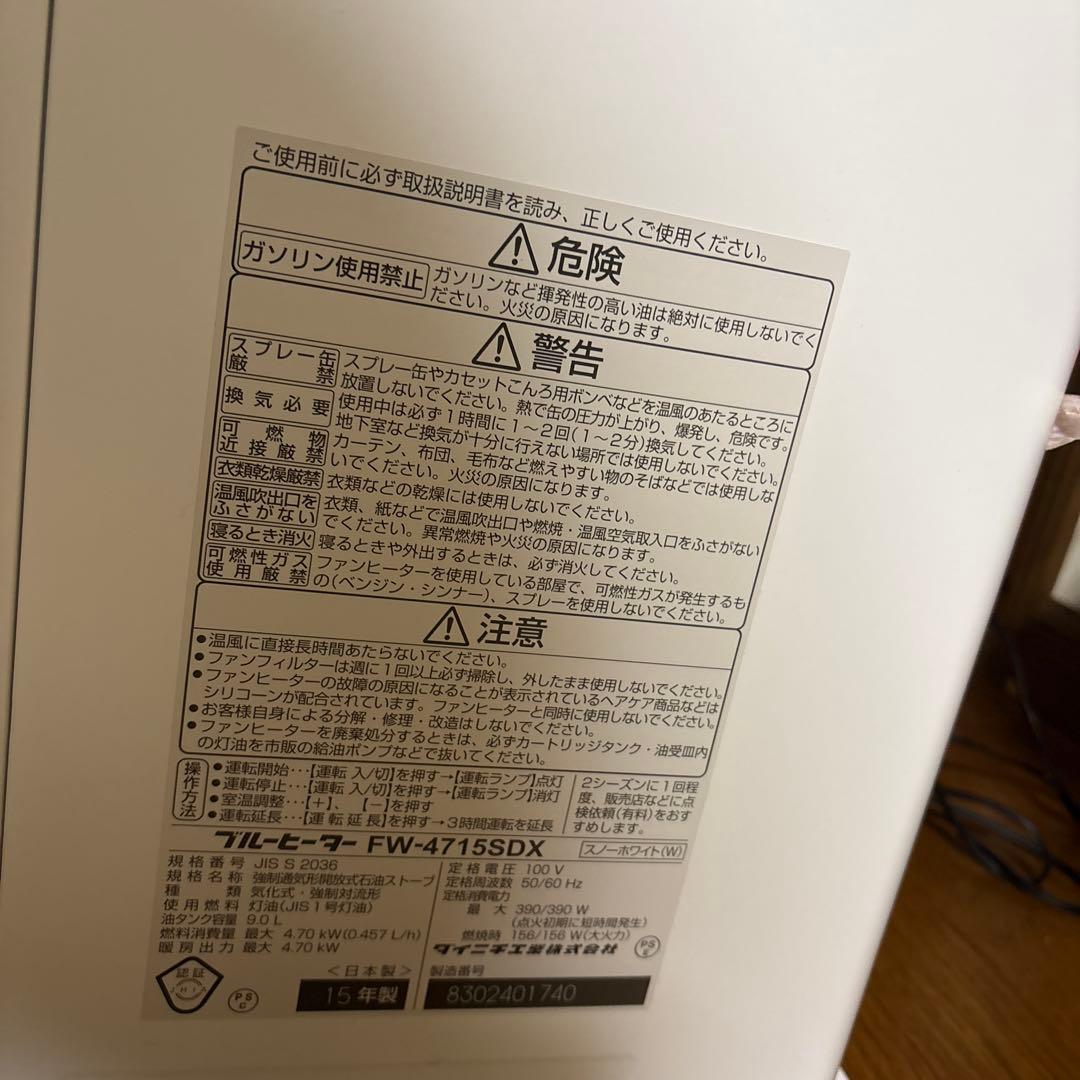 ご使用前に必ず取扱説明書を読み、正しくご使用ください。
危険
ガソリン使用禁止
ガソリンなど揮発性の高い油は絶対に使用しないでく
ださい。火災の原因になります。
警告
スプレー缶
厳禁
スプレー缶やカセットこんろ用ボンベなどを温風のあたるところに
放置しないでください。熱で缶の圧力が上がり、爆発し、危険です。
換気必要
使用中は必ず1時間に1～2回(1～2分)換気してください。
地下室など換気が十分に行えない場所では使用しないでください。
可燃物
近接厳禁
カーテン、布団、毛布など燃えやすい物のそばなどでは使用しな
いでください。火災の原因になります。
衣類乾燥厳禁
衣類などの乾燥には使用しないでください。
温風吹出口を
ふさがない
衣類、紙などで温風吹出口や燃焼・温風空気取入口をふさがない
でください。異常燃焼や火災の原因になります。
寝るとき消火
寝るときや外出するときは、必ず消火してください。
可燃性ガス
使用厳禁
ファンヒーターを使用している部屋で、可燃性ガスが発生するも
の(ベンジン・シンナー)、スプレーを使用しないでください。
注意
●温風に直接長時間あたらないでください。
●ファンフィルターは週に1回以上必ず掃除し、外したまま使用しないでください。
●ファンヒーターの故障の原因になることが表示されているヘアケア商品などは
シリコーンが配合されています。ファンヒーターと同時に使用しないでください。
●お客様自身による分解・修理・改造はしないでください。
●ファンヒーターを廃棄処分するときは、必ずカートリッジタンク・油受皿内
の灯油を市販の給油ポンプなどで抜いてください。
操作方法
●運転開始…【運転 入/切】を押す→【運転ランプ】点灯
●運転停止…【運転 入/切】を押す→【運転ランプ】消灯
●室温調整…【+】、【-】を押す
●運転延長…【運転延長】を押す→3時間運転を延長
2シーズンに1回程
度、販売店などに点
検依頼(有料)をおす
すめします。
ブルーヒーター FW-4715SDX
スノーホワイト(W)
規格番号 JIS S 2036
規格名称 強制通気形開放式石油ストーブ
種類 気化式・強制対流形
使用燃料 灯油(JIS1号灯油)
油タンク容量 9.0L
燃料消費量 最大 4.70 kW(0.457 L/h)
暖房出力 最大 4.70 kW
定格電圧 100 V
定格周波数 50/60 Hz
定格消費電力
最大 390/390 W
(点火初期に短時間発生)
燃焼時 156/156 W(大火力)
ダイニチ工業株式会社
PS
C
認証
JHIA
PS
C
<日本製>
15年製
製造番号
8302401740